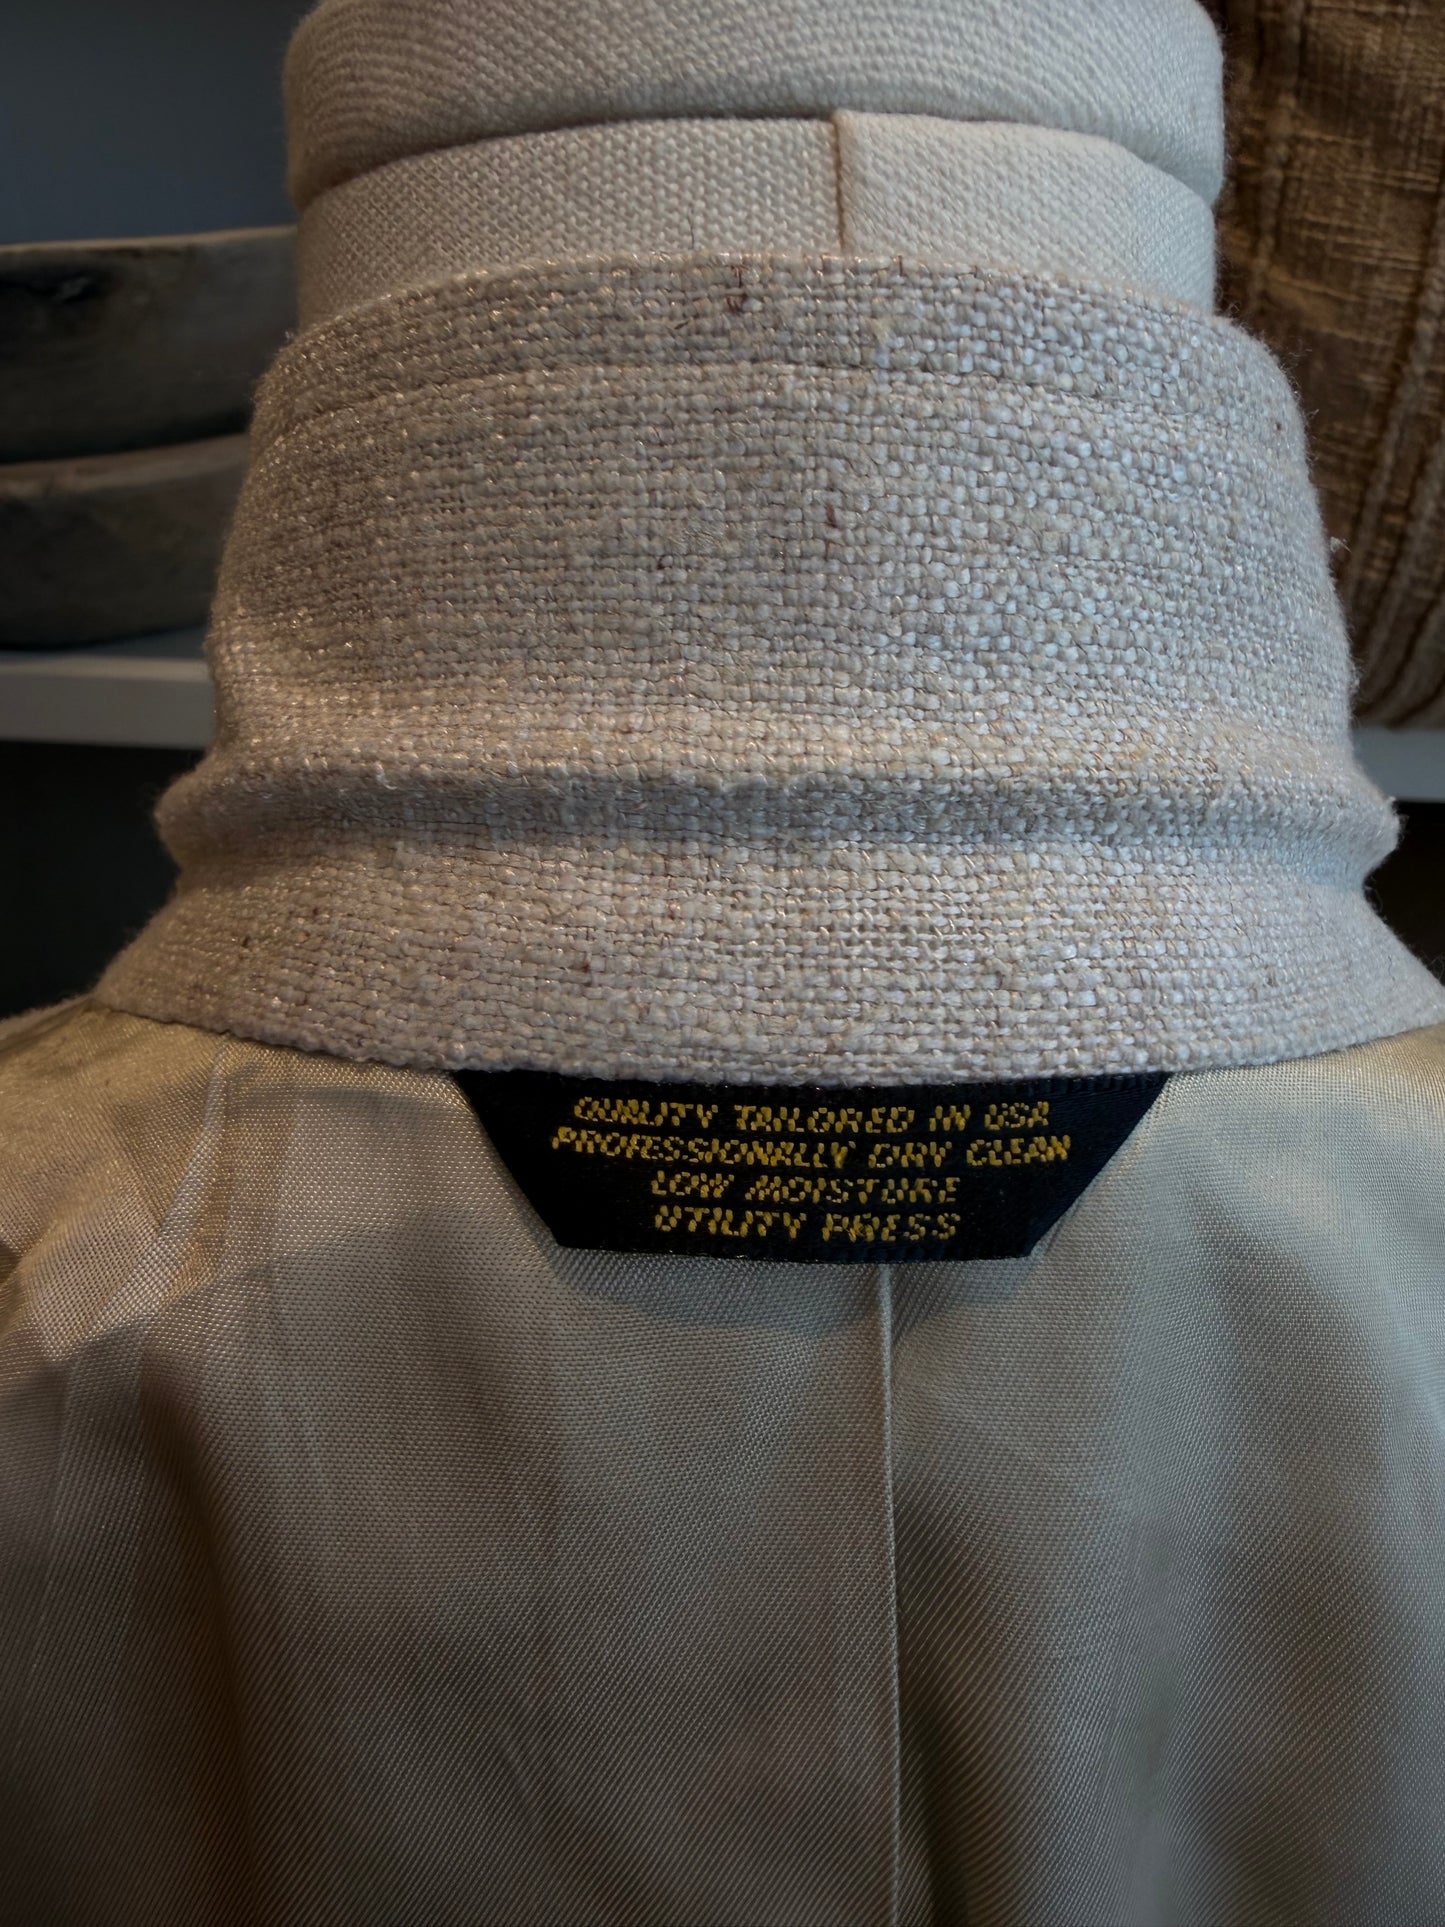 QUALITY TAILORED IN USA
PROFESSIONALLY DRY CLEAN
LOW MOISTURE
UTILITY PRESS